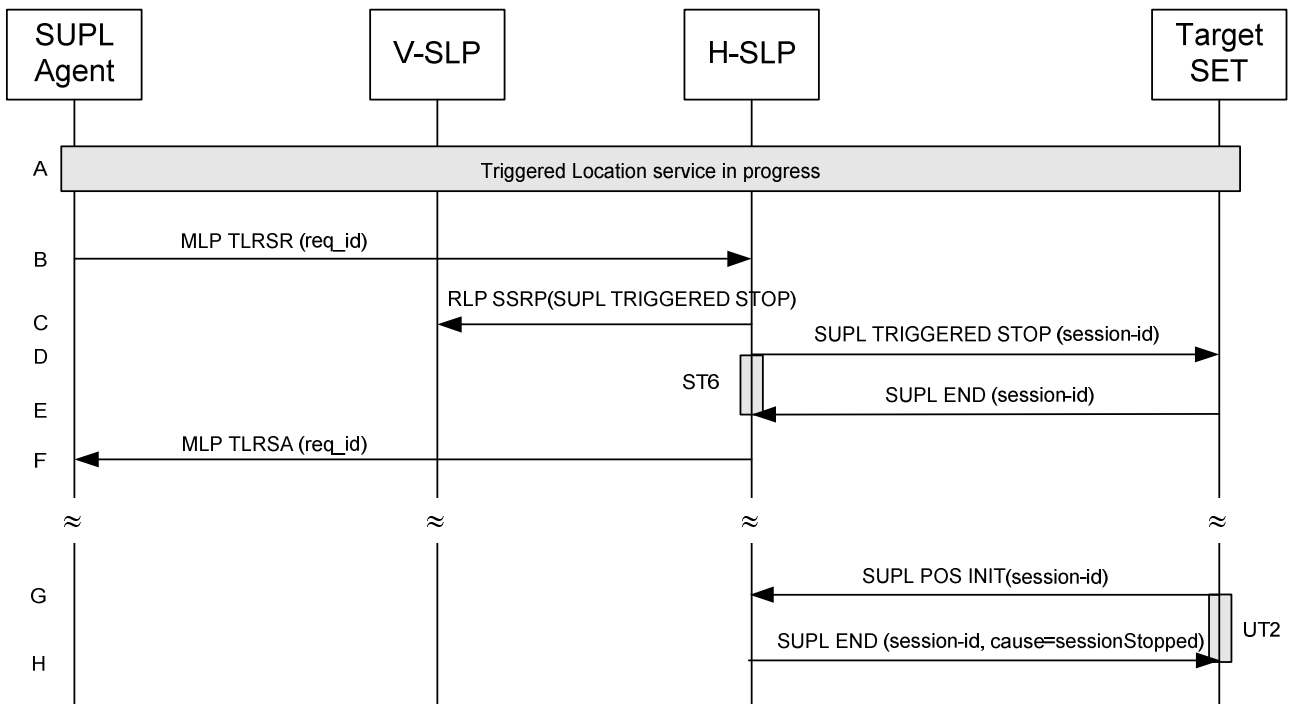 SUPL
Agent
V-SLP
H-SLP
Target
SET
A
Triggered Location service in progress
B
MLP TLRSR (req_id)
C
RLP SSRP(SUPL TRIGGERED STOP)
D
SUPL TRIGGERED STOP (session-id)
ST6
E
SUPL END (session-id)
F
MLP TLRSA (req_id)
≈ ≈ ≈ ≈
G
SUPL POS INIT(session-id)
UT2
H
SUPL END (session-id, cause=sessionStopped)